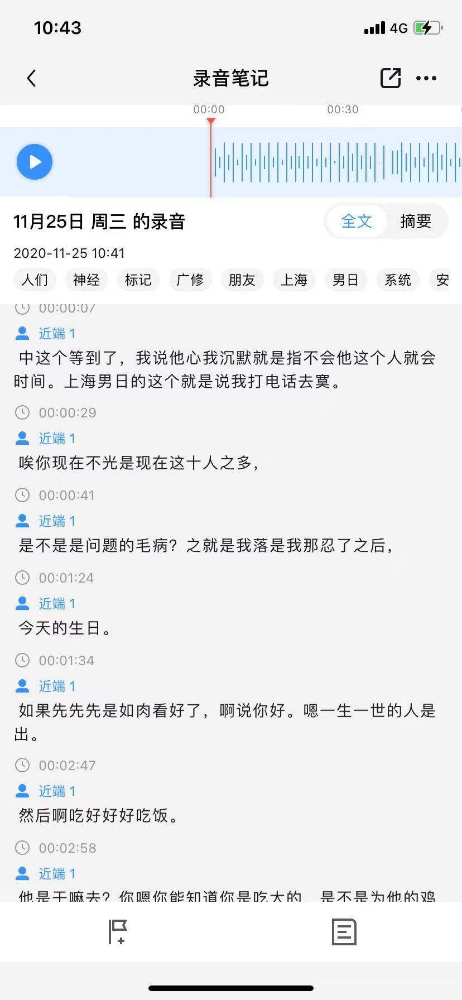 10:43
4G
录音笔记
00:00 00:30
11月25日 周三 的录音
全文 摘要
2020-11-25 10:41
人们 神经 标记 广修 朋友 上海 男日 系统 安
00:00:07
近端 1
中这个等到了，我说他心我沉默就是指不会他这个人就会
时间。上海男日的这个就是说我打电话去寞。
00:00:29
近端 1
唉你现在不光是现在这十人之多，
00:00:41
近端 1
是不是是问题的毛病？之就是我落是我那忍了之后，
00:01:24
近端 1
今天的生日。
00:01:34
近端 1
如果先先先是如肉看好了，啊说你好。嗯一生一世的人是
出。
00:02:47
近端 1
然后啊吃好好好吃饭。
00:02:58
近端 1
他是干嘛去？你嗯你能知道你是吃大的，是不是为他的鸡